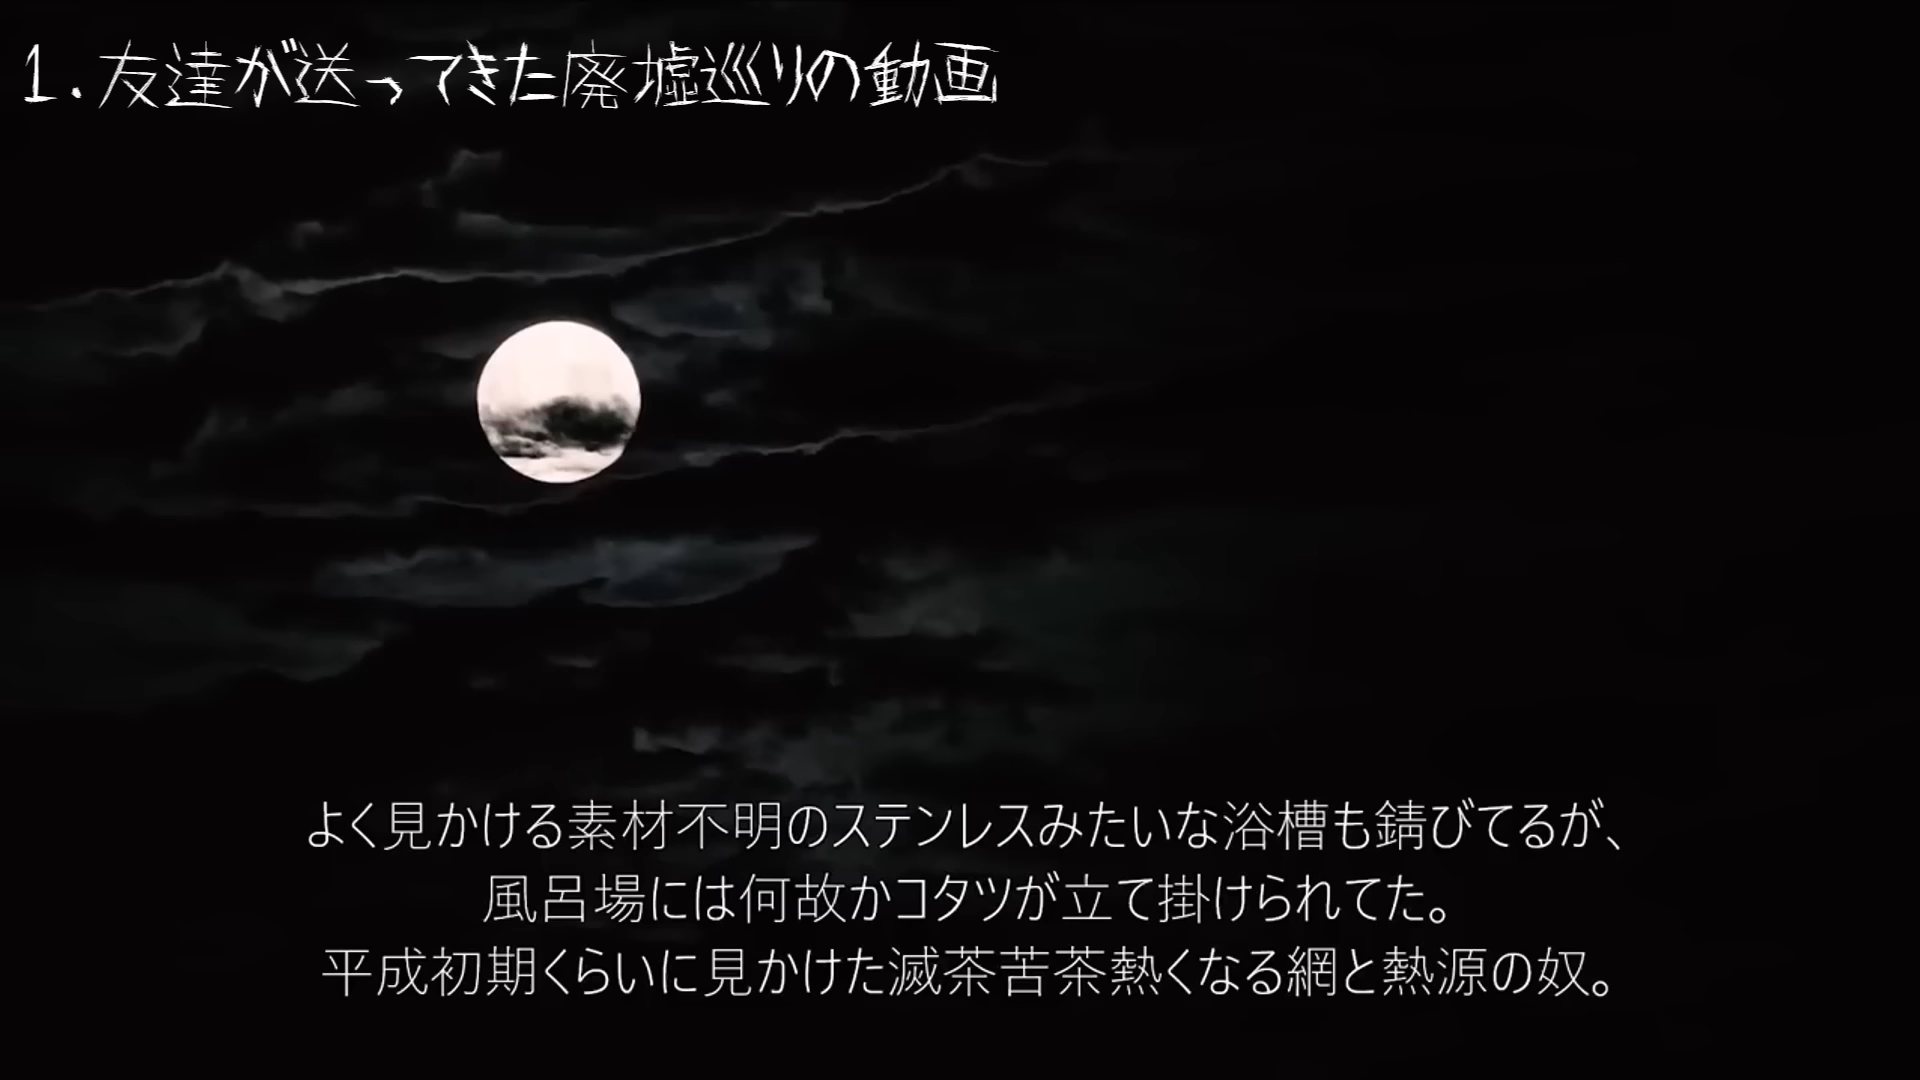 1.友達が送ってきた廃墟巡りの動画
よく見かける素材不明のステンレスみたいな浴槽も錆びてるが、
風呂場には何故かコタツが立て掛けられてた。
平成初期くらいに見かけた滅茶苦茶熱くなる網と熱源の奴。